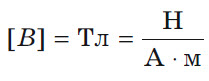 [B] = Тл = Н / А · м